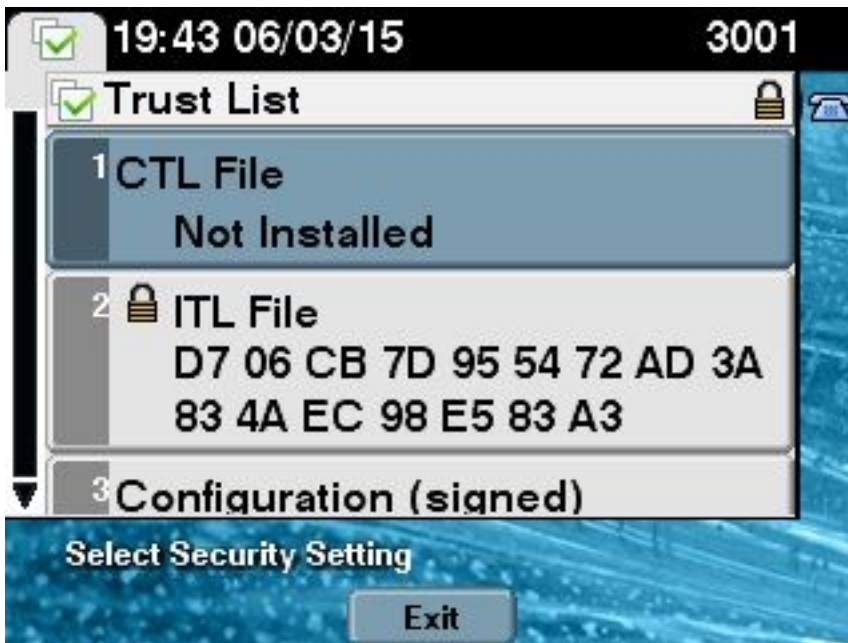 19:43 06/03/15 3001
Trust List
1 CTL File
Not Installed
2 ITL File
D7 06 CB 7D 95 54 72 AD 3A
83 4A EC 98 E5 83 A3
3 Configuration (signed)
Select Security Setting
Exit